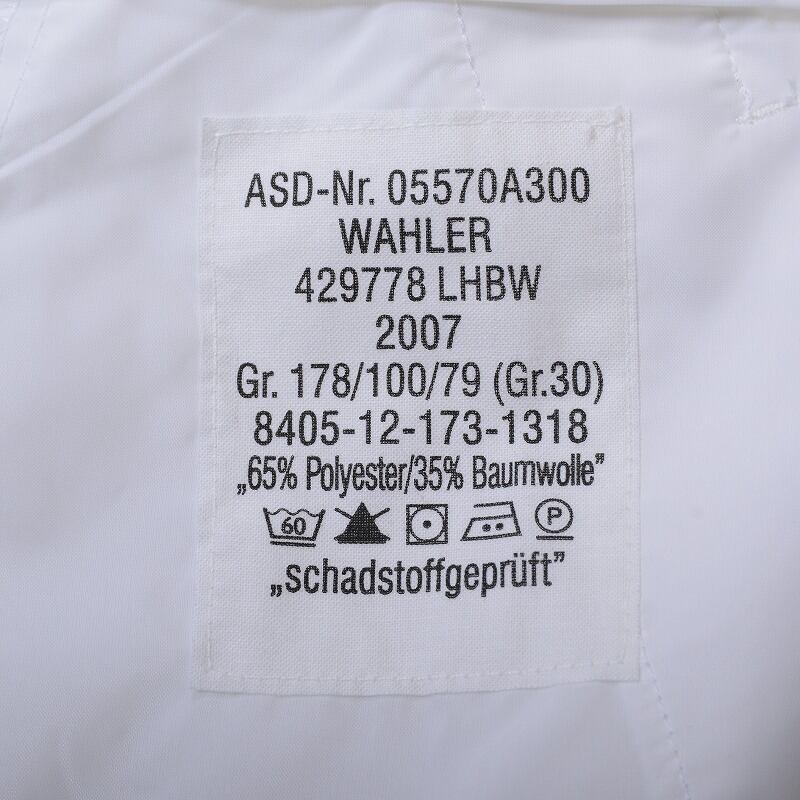 ASD-Nr. 05570A300
WAHLER
429778 LHBW
2007
Gr. 178/100/79 (Gr.30)
8405-12-173-1318
„65% Polyester/35% Baumwolle”
60 P
„schadstoffgeprüft”